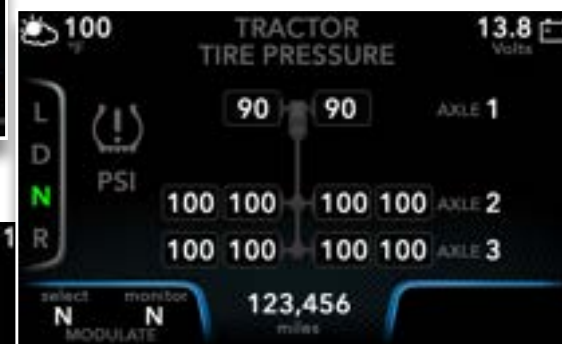 100 TRACTOR 13.8
°F TIRE PRESSURE Volts
90 90 AXLE 1
L
D
N
R
PSI
100 100 100 100 AXLE 2
100 100 100 100 AXLE 3
select monitor
N N
MODULATE
123,456
miles
1